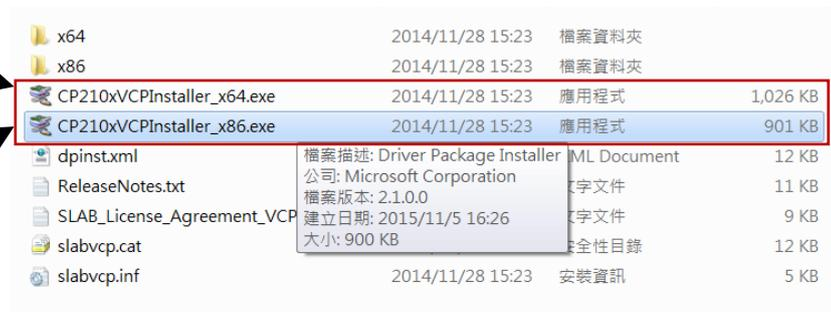 x64 2014/11/28 15:23 檔案資料夾
x86 2014/11/28 15:23 檔案資料夾
CP210xVCPInstaller_x64.exe 2014/11/28 15:23 應用程式 1,026 KB
CP210xVCPInstaller_x86.exe 2014/11/28 15:23 應用程式 901 KB
dpinst.xml ML Document 12 KB
ReleaseNotes.txt 文字文件 11 KB
SLAB_License_Agreement_VCP 文字文件 9 KB
slabvcp.cat 安全性目錄 12 KB
slabvcp.inf 2014/11/28 15:23 安裝資訊 5 KB
檔案描述: Driver Package Installer
公司: Microsoft Corporation
檔案版本: 2.1.0.0
建立日期: 2015/11/5 16:26
大小: 900 KB